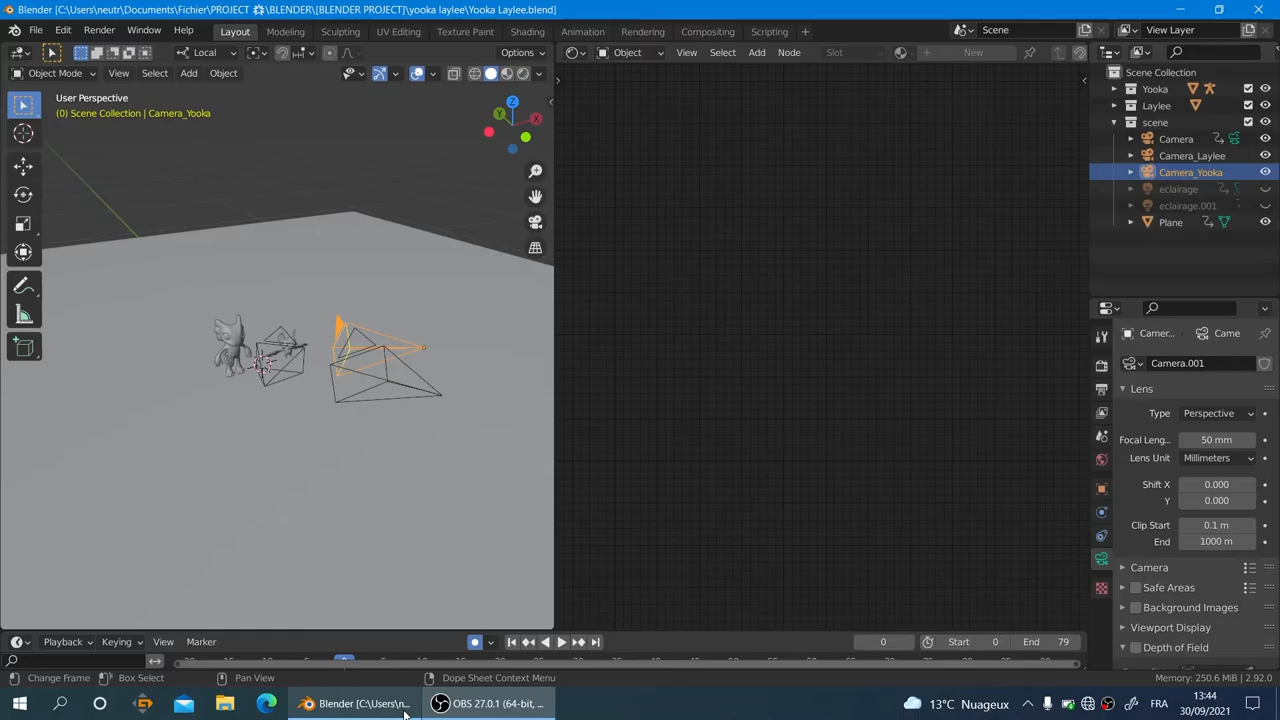 Blender [C:\Users\neutr\Documents\Fichier\PROJECT ⚙\BLENDER\[BLENDER PROJECT]\yooka laylee\Yooka Laylee.blend]
File Edit Render Window Help Layout Modeling Sculpting UV Editing Texture Paint Shading Animation Rendering Compositing Scripting + Scene View Layer
Local Options Object View Select Add Node Slot New
Object Mode View Select Add Object
User Perspective
(0) Scene Collection | Camera_Yooka
Z
Y
X
Scene Collection
Yooka
Laylee
scene
Camera
Camera_Laylee
Camera_Yooka
eclairage
eclairage.001
Plane
Camer... Came
Camera.001
Lens
Type Perspective
Focal Leng... 50 mm
Lens Unit Millimeters
Shift X 0.000
Y 0.000
Clip Start 0.1 m
End 1000 m
Camera
Safe Areas
Background Images
Viewport Display
Depth of Field
Playback Keying View Marker 0 Start 0 End 79
Change Frame Box Select Pan View Dope Sheet Context Menu Memory: 250.6 MiB | 2.92.0
Blender [C:\Users\n... OBS 27.0.1 (64-bit, ... 13°C Nuageux FRA 13:44
30/09/2021